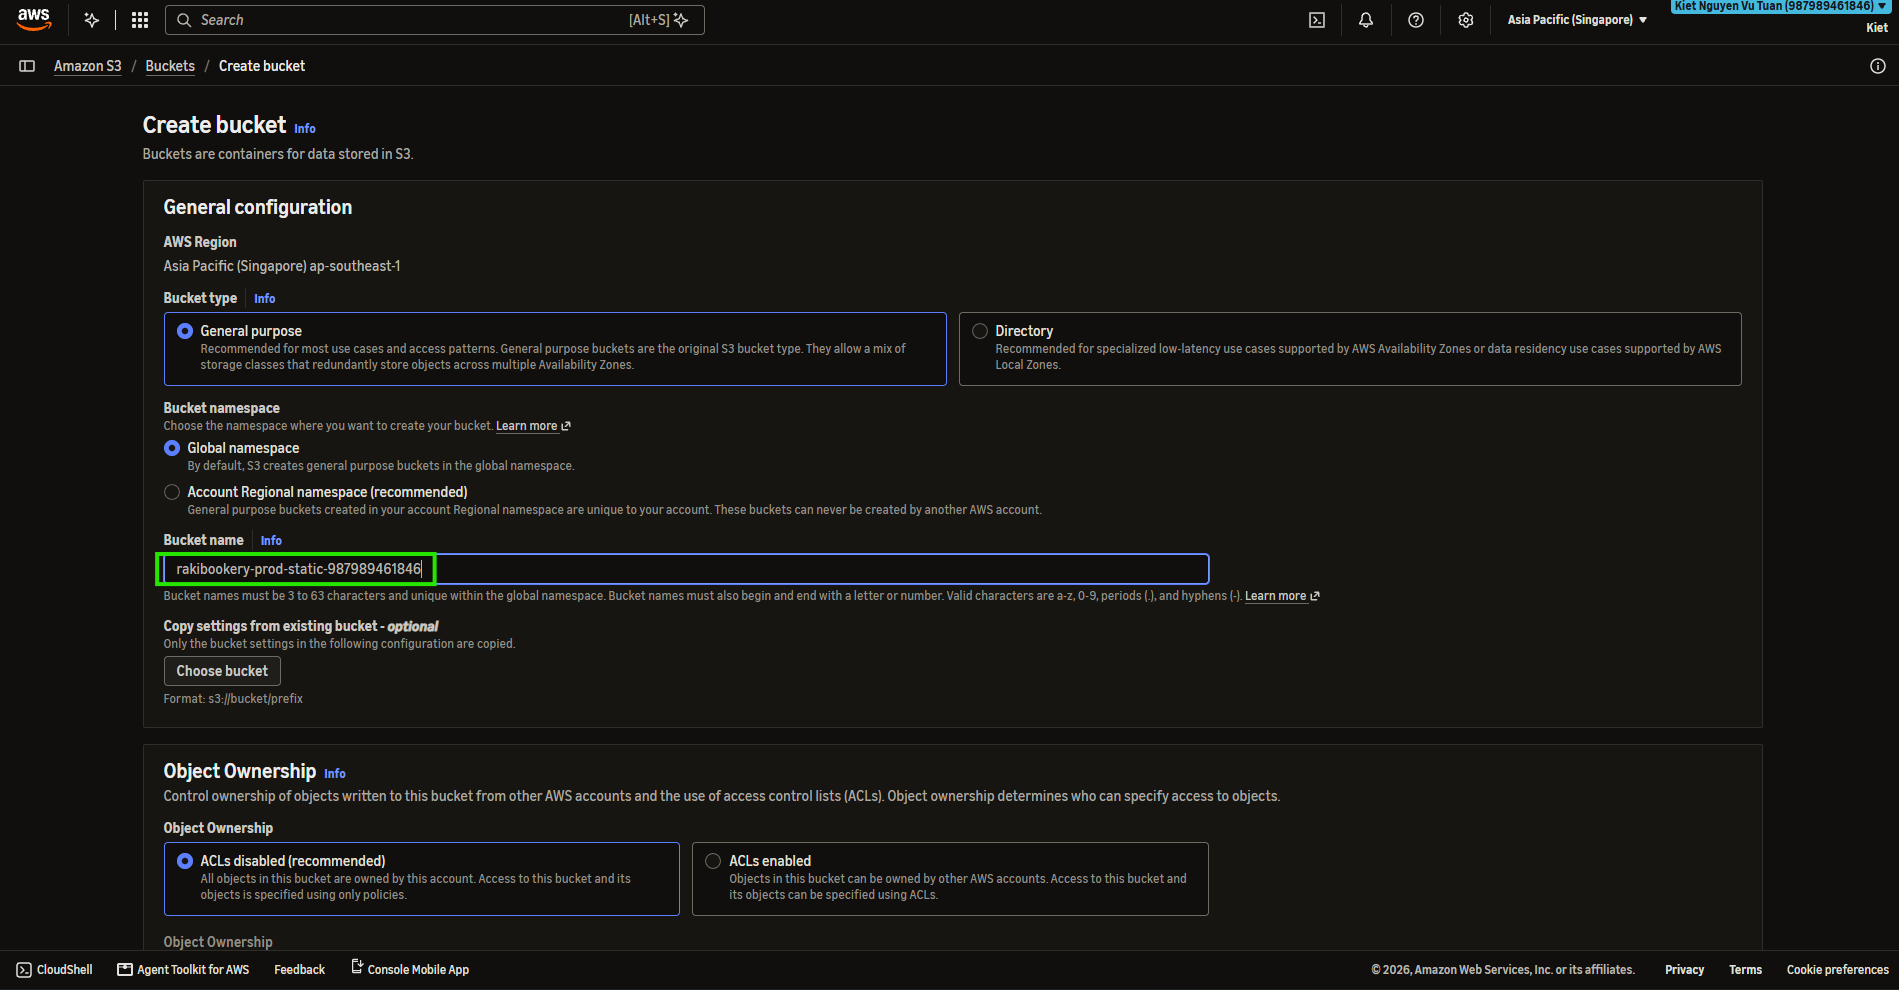 aws
Search
[Alt+S]
Asia Pacific (Singapore)
Kiet Nguyen Vu Tuan (987989461846)
Kiet
Amazon S3 / Buckets / Create bucket
Create bucket Info
Buckets are containers for data stored in S3.
General configuration
AWS Region
Asia Pacific (Singapore) ap-southeast-1
Bucket type Info
General purpose
Recommended for most use cases and access patterns. General purpose buckets are the original S3 bucket type. They allow a mix of
storage classes that redundantly store objects across multiple Availability Zones.
Directory
Recommended for specialized low-latency use cases supported by AWS Availability Zones or data residency use cases supported by AWS
Local Zones.
Bucket namespace
Choose the namespace where you want to create your bucket. Learn more
Global namespace
By default, S3 creates general purpose buckets in the global namespace.
Account Regional namespace (recommended)
General purpose buckets created in your account Regional namespace are unique to your account. These buckets can never be created by another AWS account.
Bucket name Info
rakibookery-prod-static-987989461846
Bucket names must be 3 to 63 characters and unique within the global namespace. Bucket names must also begin and end with a letter or number. Valid characters are a-z, 0-9, periods (.), and hyphens (-). Learn more
Copy settings from existing bucket - optional
Only the bucket settings in the following configuration are copied.
Choose bucket
Format: s3://bucket/prefix
Object Ownership Info
Control ownership of objects written to this bucket from other AWS accounts and the use of access control lists (ACLs). Object ownership determines who can specify access to objects.
Object Ownership
ACLs disabled (recommended)
All objects in this bucket are owned by this account. Access to this bucket and its
objects is specified using only policies.
ACLs enabled
Objects in this bucket can be owned by other AWS accounts. Access to this bucket and
its objects can be specified using ACLs.
Object Ownership
CloudShell
Agent Toolkit for AWS
Feedback
Console Mobile App
© 2026, Amazon Web Services, Inc. or its affiliates.
Privacy
Terms
Cookie preferences